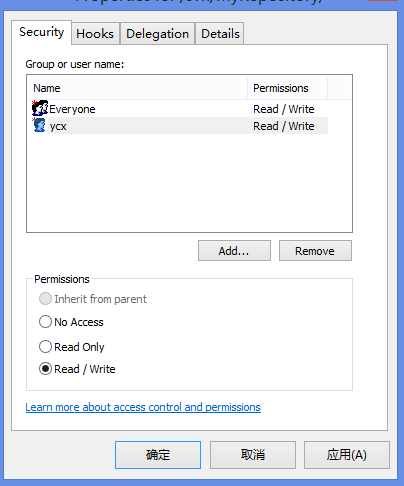 Security Hooks Delegation Details
Group or user name:
Name Permissions
Everyone Read / Write
ycx Read / Write
Add... Remove
Permissions
Inherit from parent
No Access
Read Only
Read / Write
Learn more about access control and permissions
确定 取消 应用(A)